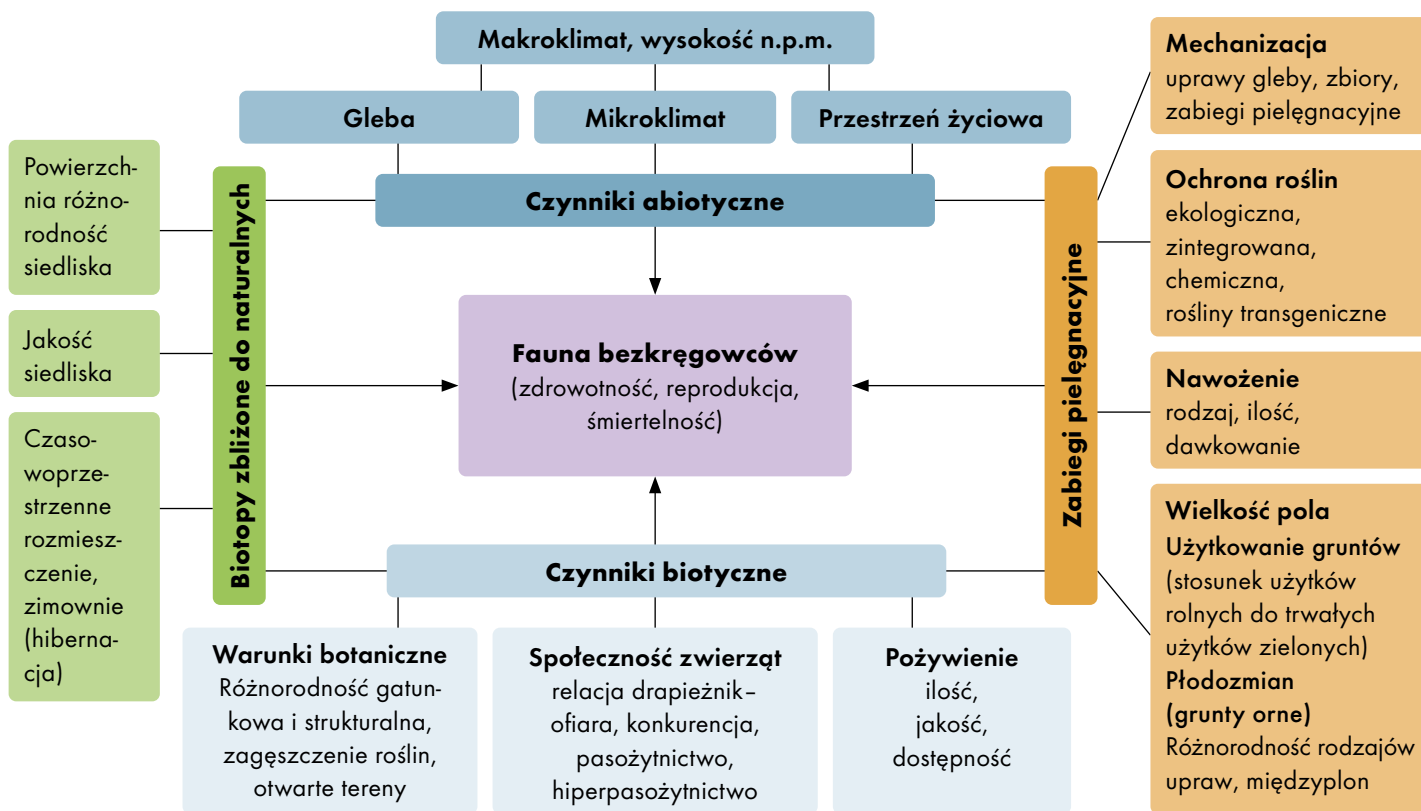 Makroklimat, wysokość n.p.m.
Gleba
Mikroklimat
Przestrzeń życiowa
Czynniki abiotyczne
Powierzch-
nia różno-
rodność
siedliska
Jakość
siedliska
Czaso-
woprze-
strzenne
rozmiesz-
czenie,
zimownie
(hiberna-
cja)
Biotopy zbliżone do naturalnych
Fauna bezkręgowców
(zdrowotność, reprodukcja,
śmiertelność)
Zabiegi pielęgnacyjne
Mechanizacja
uprawy gleby, zbiory,
zabiegi pielęgnacyjne
Ochrona roślin
ekologiczna,
zintegrowana,
chemiczna,
rośliny transgeniczne
Nawożenie
rodzaj, ilość,
dawkowanie
Wielkość pola
Użytkowanie gruntów
(stosunek użytków
rolnych do trwałych
użytków zielonych)
Płodozmian
(grunty orne)
Różnorodność rodzajów
upraw, międzyplon
Czynniki biotyczne
Warunki botaniczne
Różnorodność gatun-
kowa i strukturalna,
zagęszczenie roślin,
otwarte tereny
Społeczność zwierząt
relacja drapieżnik–
ofiara, konkurencja,
pasożytnictwo,
hiperpasożytnictwo
Pożywienie
ilość,
jakość,
dostępność